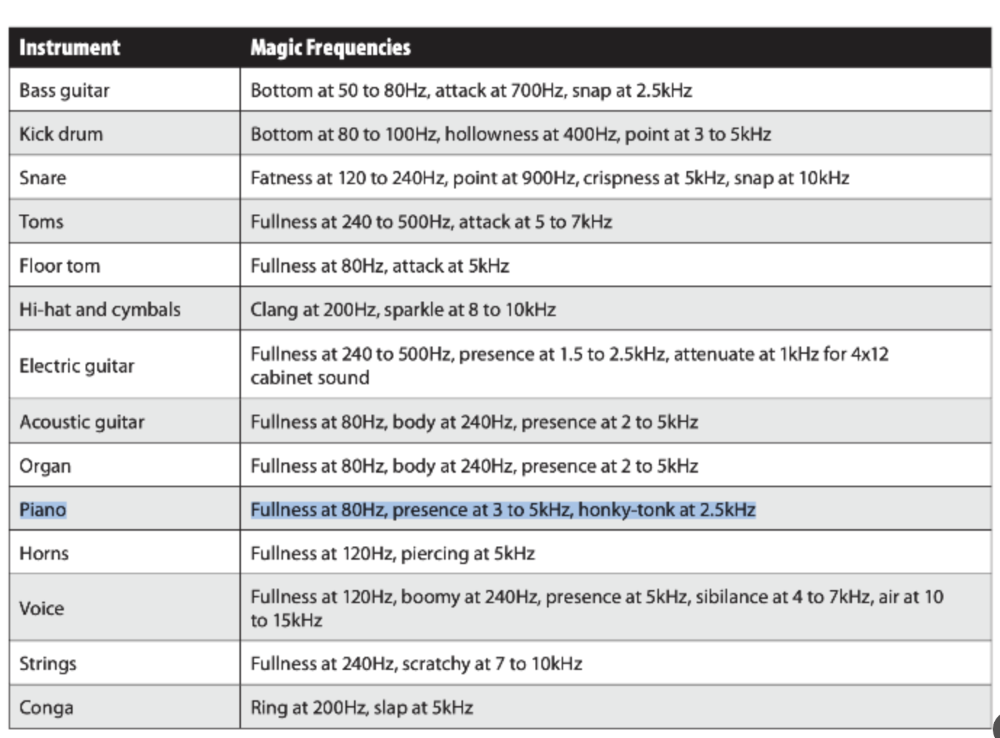 Instrument Magic Frequencies
Bass guitar Bottom at 50 to 80Hz, attack at 700Hz, snap at 2.5kHz
Kick drum Bottom at 80 to 100Hz, hollowness at 400Hz, point at 3 to 5kHz
Snare Fatness at 120 to 240Hz, point at 900Hz, crispness at 5kHz, snap at 10kHz
Toms Fullness at 240 to 500Hz, attack at 5 to 7kHz
Floor tom Fullness at 80Hz, attack at 5kHz
Hi-hat and cymbals Clang at 200Hz, sparkle at 8 to 10kHz
Electric guitar Fullness at 240 to 500Hz, presence at 1.5 to 2.5kHz, attenuate at 1kHz for 4x12
cabinet sound
Acoustic guitar Fullness at 80Hz, body at 240Hz, presence at 2 to 5kHz
Organ Fullness at 80Hz, body at 240Hz, presence at 2 to 5kHz
Piano Fullness at 80Hz, presence at 3 to 5kHz, honky-tonk at 2.5kHz
Horns Fullness at 120Hz, piercing at 5kHz
Voice Fullness at 120Hz, boomy at 240Hz, presence at 5kHz, sibilance at 4 to 7kHz, air at 10
to 15kHz
Strings Fullness at 240Hz, scratchy at 7 to 10kHz
Conga Ring at 200Hz, slap at 5kHz